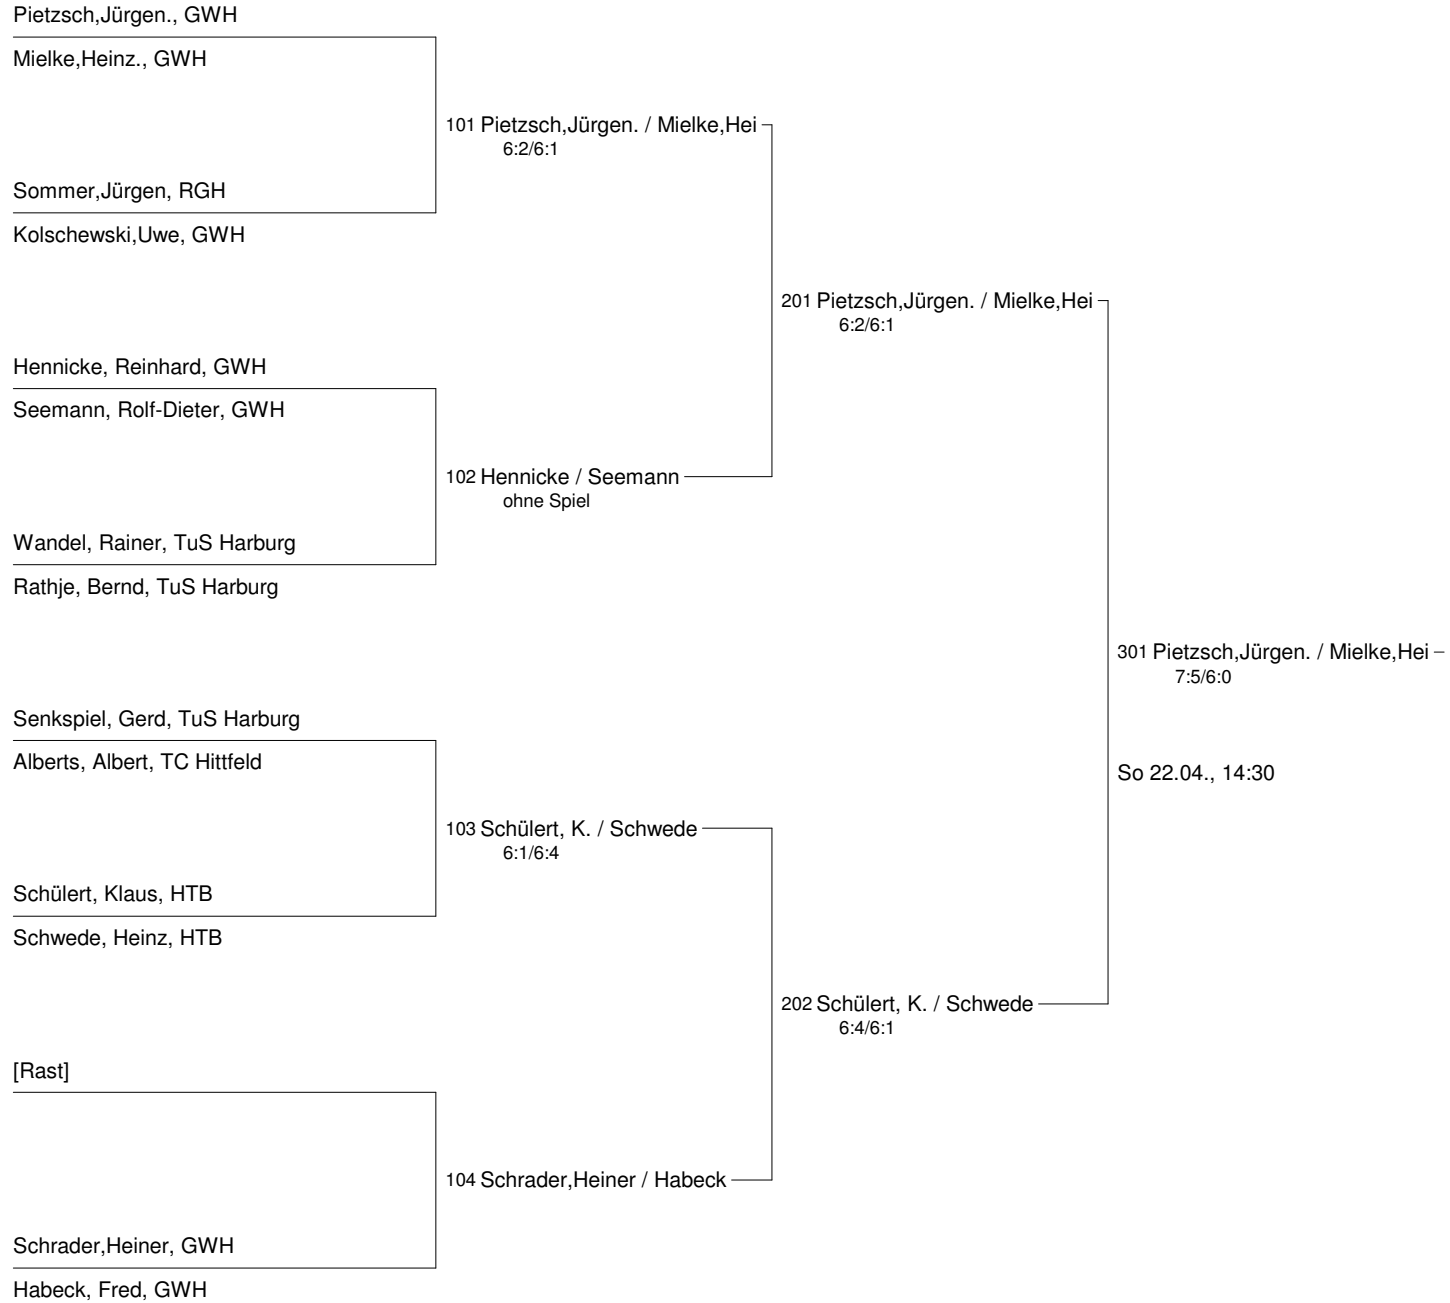 Pietzsch,Jürgen., GWH
Mielke,Heinz., GWH
101 Pietzsch,Jürgen. / Mielke,Hei
6:2/6:1
Sommer,Jürgen, RGH
Kolschewski,Uwe, GWH
201 Pietzsch,Jürgen. / Mielke,Hei
6:2/6:1
Hennicke, Reinhard, GWH
Seemann, Rolf-Dieter, GWH
102 Hennicke / Seemann
ohne Spiel
Wandel, Rainer, TuS Harburg
Rathje, Bernd, TuS Harburg
301 Pietzsch,Jürgen. / Mielke,Hei
7:5/6:0
Senkspiel, Gerd, TuS Harburg
Alberts, Albert, TC Hittfeld
So 22.04., 14:30
103 Schülert, K. / Schwede
6:1/6:4
Schülert, Klaus, HTB
Schwede, Heinz, HTB
202 Schülert, K. / Schwede
6:4/6:1
[Rast]
104 Schrader,Heiner / Habeck
Schrader,Heiner, GWH
Habeck, Fred, GWH